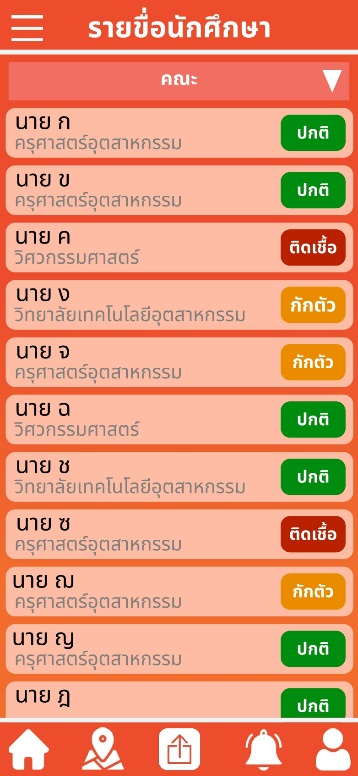 รายชื่อนักศึกษา
คณะ
นาย ก
ครุศาสตร์อุตสาหกรรม
ปกติ
นาย ข
ครุศาสตร์อุตสาหกรรม
ปกติ
นาย ค
วิศวกรรมศาสตร์
ติดเชื้อ
นาย ง
วิทยาลัยเทคโนโลยีอุตสาหกรรม
กักตัว
นาย จ
ครุศาสตร์อุตสาหกรรม
กักตัว
นาย ฉ
วิศวกรรมศาสตร์
ปกติ
นาย ช
วิทยาลัยเทคโนโลยีอุตสาหกรรม
ปกติ
นาย ซ
ครุศาสตร์อุตสาหกรรม
ติดเชื้อ
นาย ฌ
ครุศาสตร์อุตสาหกรรม
กักตัว
นาย ญ
ครุศาสตร์อุตสาหกรรม
ปกติ
นาย ฎ
ปกติ